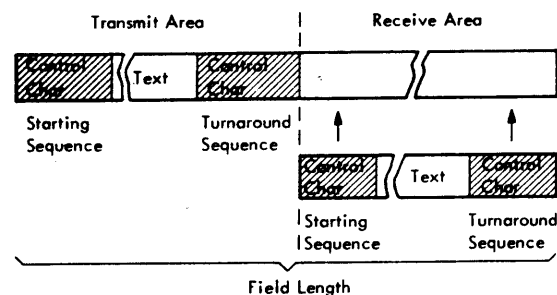 Transmit Area
Receive Area
Control
Char
Text
Control
Char
Starting
Sequence
Turnaround
Sequence
Control
Char
Text
Control
Char
Starting
Sequence
Turnaround
Sequence
Field Length